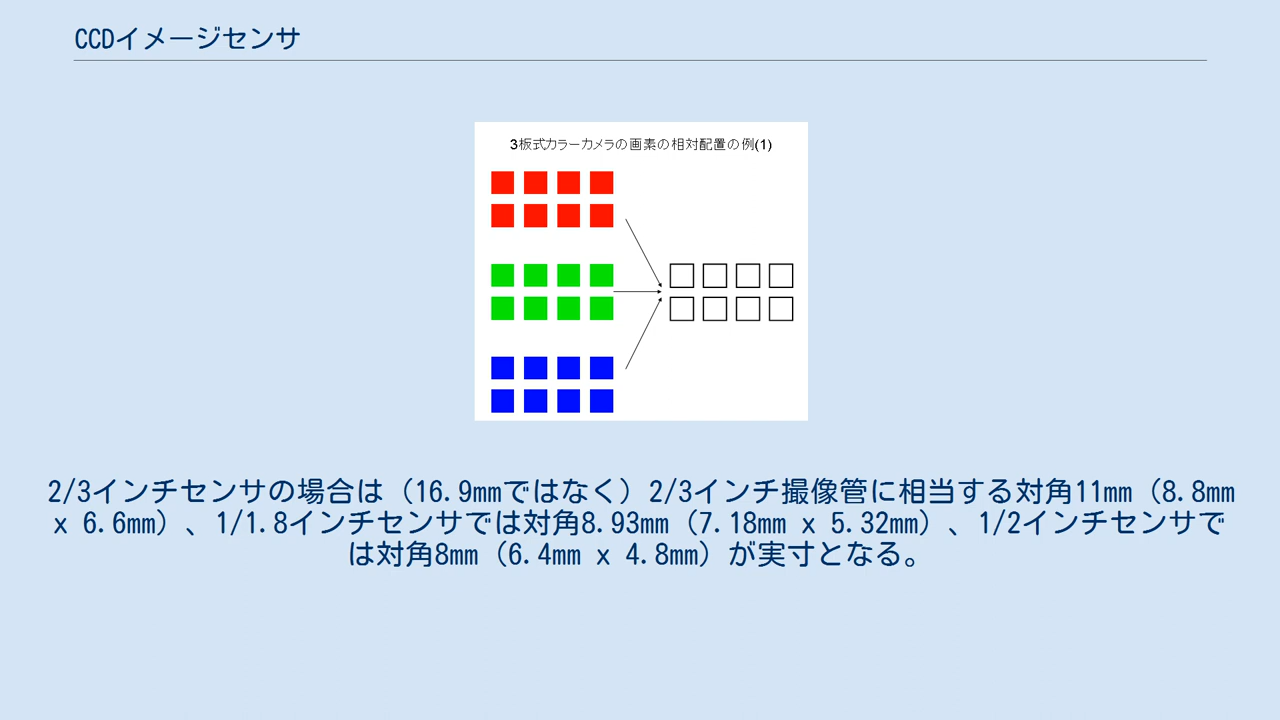 CCDイメージセンサ
3板式カラーカメラの画素の相対配置の例(1)
2/3インチセンサの場合は（16.9mmではなく）2/3インチ撮像管に相当する対角11mm（8.8mm
x 6.6mm）、1/1.8インチセンサでは対角8.93mm（7.18mm x 5.32mm）、1/2インチセンサで
は対角8mm（6.4mm x 4.8mm）が実寸となる。